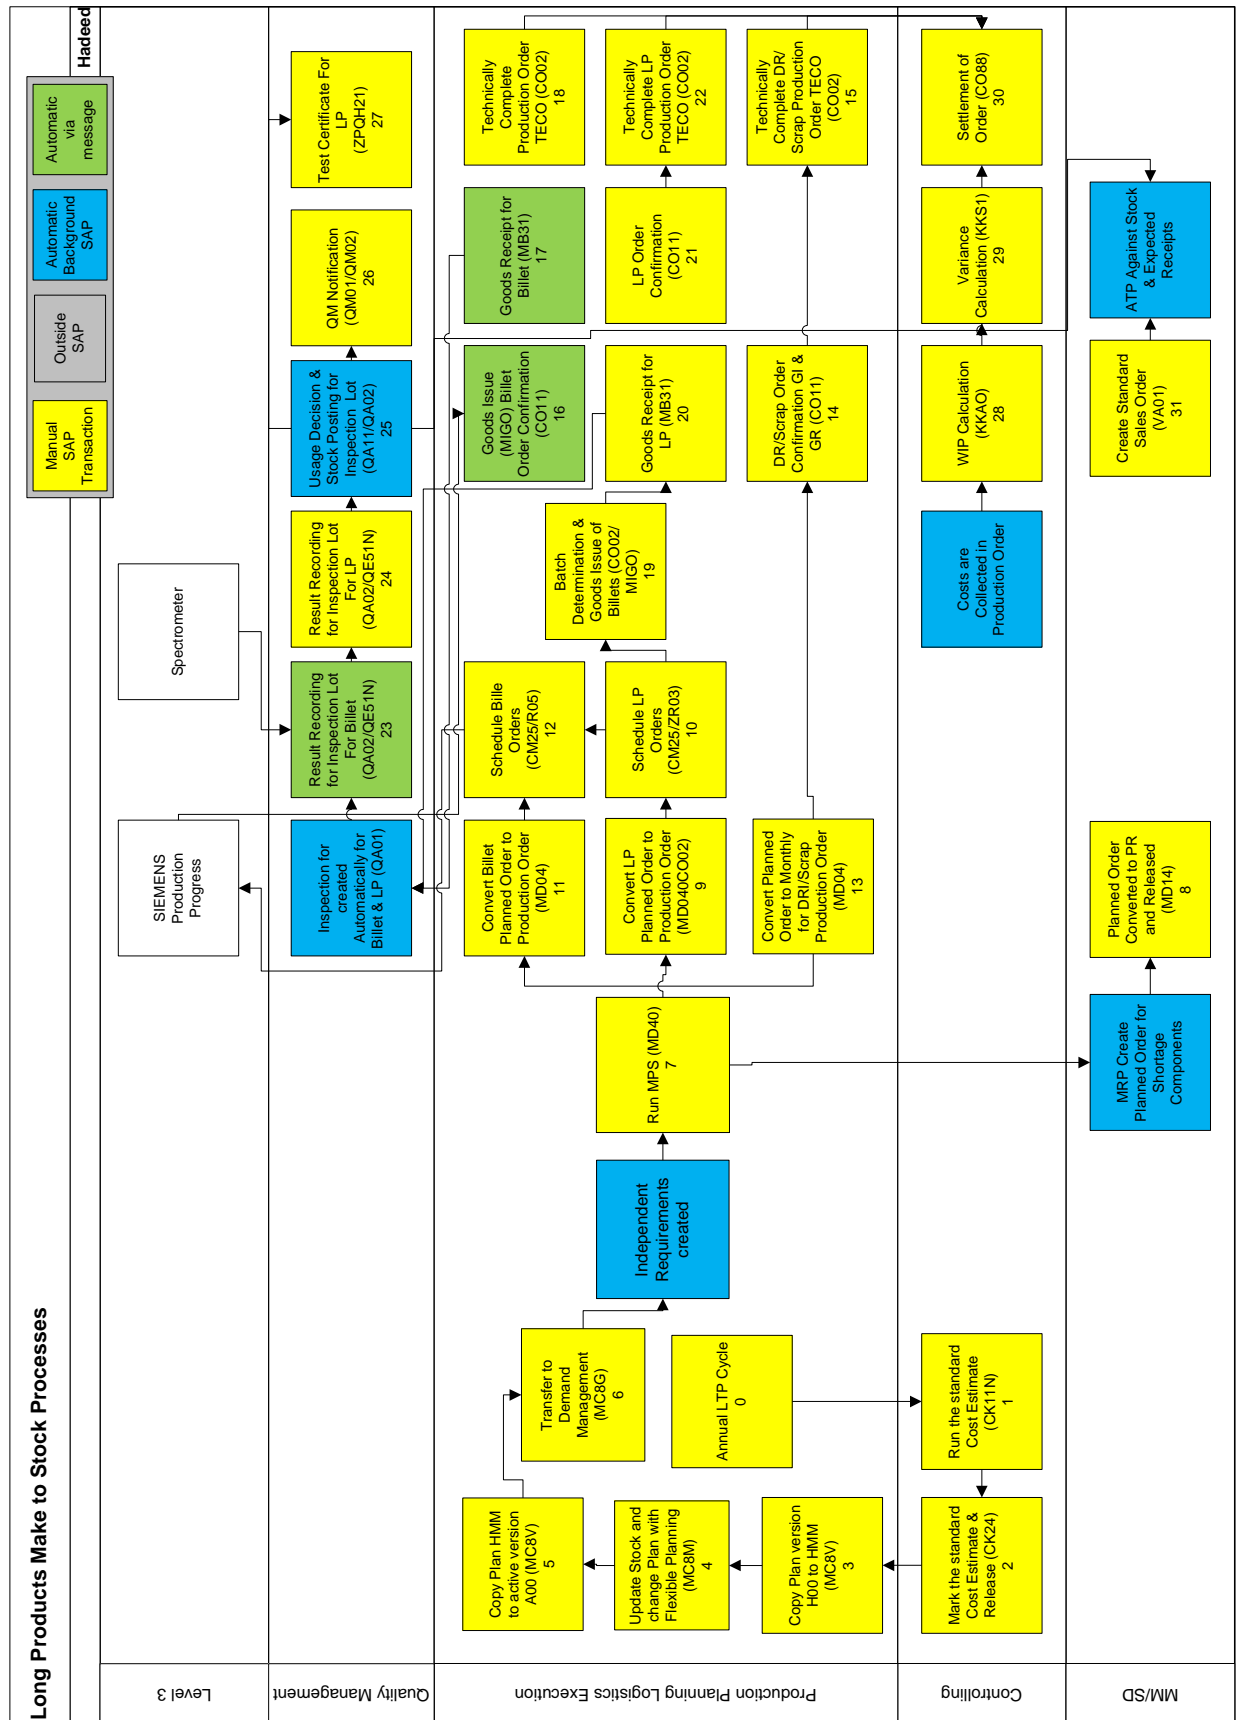 Long Products Make to Stock Processes
Hadeed
Manual
SAP
Transaction
Outside
SAP
Automatic
Background
SAP
Automatic
via
message
Level 3
SIEMENS
Production
Progress
Spectrometer
Quality Management
Inspection for
created
Automatically for
Billet & LP (QA01)
Result Recording
for Inspection Lot
For Billet
(QA02/QE51N)
23
Result Recording
for Inspection Lot
For LP
(QA02/QE51N)
24
Usage Decision &
Stock Posting for
Inspection Lot
(QA11/QA02)
25
QM Notification
(QM01/QM02)
26
Test Certificate For
LP
(ZPQH21)
27
Production Planning Logistics Execution
Copy Plan HMM
to active version
A00 (MC8V)
5
Update Stock and
change Plan with
Flexible Planning
(MC8M)
4
Copy Plan version
H00 to HMM
(MC8V)
3
Transfer to
Demand
Management
(MC8G)
6
Annual LTP Cycle
0
Independent
Requirements
created
Run MPS (MD40)
7
Convert Billet
Planned Order to
Production Order
(MD04)
11
Convert LP
Planned Order to
Production Order
(MD040CO02)
9
Convert Planned
Order to Monthly
for DRI/Scrap
Production Order
(MD04)
13
Schedule Bille
Orders
(CM25/R05)
12
Schedule LP
Orders
(CM25/ZR03)
10
Batch
Determination &
Goods Issue of
Billets (CO02/
MIGO)
19
Goods Issue
(MIGO) Billet
Order Confirmation
(CO11)
16
Goods Receipt for
LP (MB31)
20
DR/Scrap Order
Confirmation GI &
GR (CO11)
14
Goods Receipt for
Billet (MB31)
17
LP Order
Confirmation
(CO11)
21
Technically
Complete
Production Order
TECO (CO02)
18
Technically
Complete LP
Production Order
TECO (CO02)
22
Technically
Complete DR/
Scrap Production
Order TECO
(CO02)
15
Controlling
Mark the standard
Cost Estimate &
Release (CK24)
2
Run the standard
Cost Estimate
(CK11N)
1
Costs are
Collected in
Production Order
WIP Calculation
(KKAO)
28
Variance
Calculation (KKS1)
29
Settlement of
Order (CO88)
30
MM/SD
MRP Create
Planned Order for
Shortage
Components
Planned Order
Converted to PR
and Released
(MD14)
8
Create Standard
Sales Order
(VA01)
31
ATP Against Stock
& Expected
Receipts